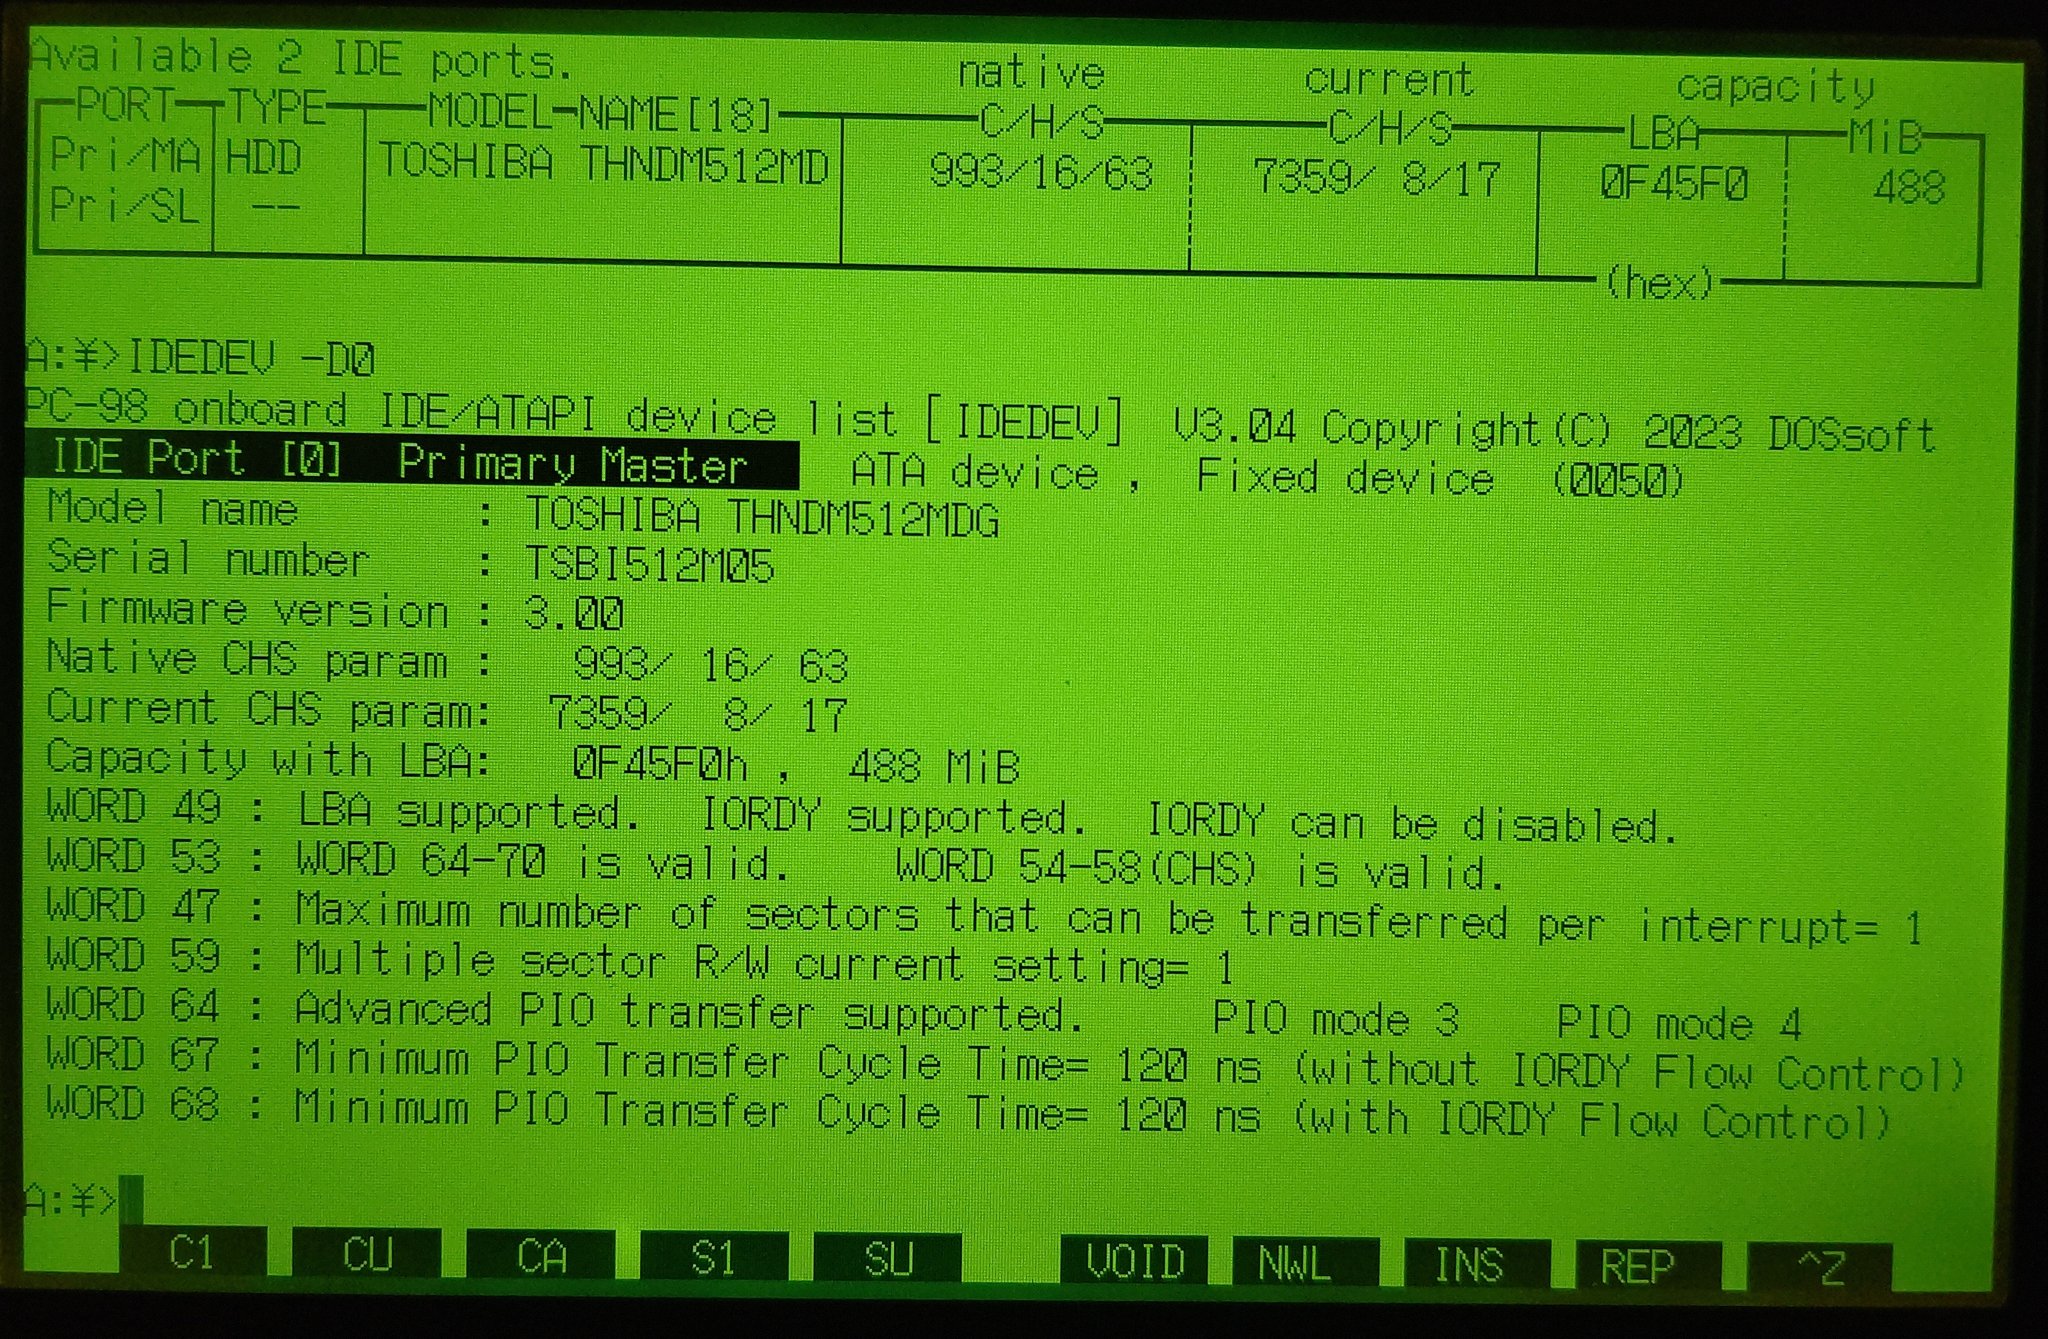 Available 2 IDE ports.
native current capacity
PORT TYPE MODEL-NAME[18] C/H/S C/H/S LBA MiB
Pri/MA HDD TOSHIBA THNDM512MD 993/16/63 7359/ 8/17 0F45F0 488
Pri/SL --
(hex)
A:¥>IDEDEV -D0
PC-98 onboard IDE/ATAPI device list [IDEDEV] V3.04 Copyright(C) 2023 DOSsoft
IDE Port [0] Primary Master ATA device , Fixed device (0050)
Model name : TOSHIBA THNDM512MDG
Serial number : TSBI512M05
Firmware version : 3.00
Native CHS param : 993/ 16/ 63
Current CHS param: 7359/ 8/ 17
Capacity with LBA: 0F45F0h , 488 MiB
WORD 49 : LBA supported. IORDY supported. IORDY can be disabled.
WORD 53 : WORD 64-70 is valid. WORD 54-58(CHS) is valid.
WORD 47 : Maximum number of sectors that can be transferred per interrupt= 1
WORD 59 : Multiple sector R/W current setting= 1
WORD 64 : Advanced PIO transfer supported. PIO mode 3 PIO mode 4
WORD 67 : Minimum PIO Transfer Cycle Time= 120 ns (without IORDY Flow Control)
WORD 68 : Minimum PIO Transfer Cycle Time= 120 ns (with IORDY Flow Control)
A:¥>
C1 CU CA S1 SU VOID NWL INS REP ^Z